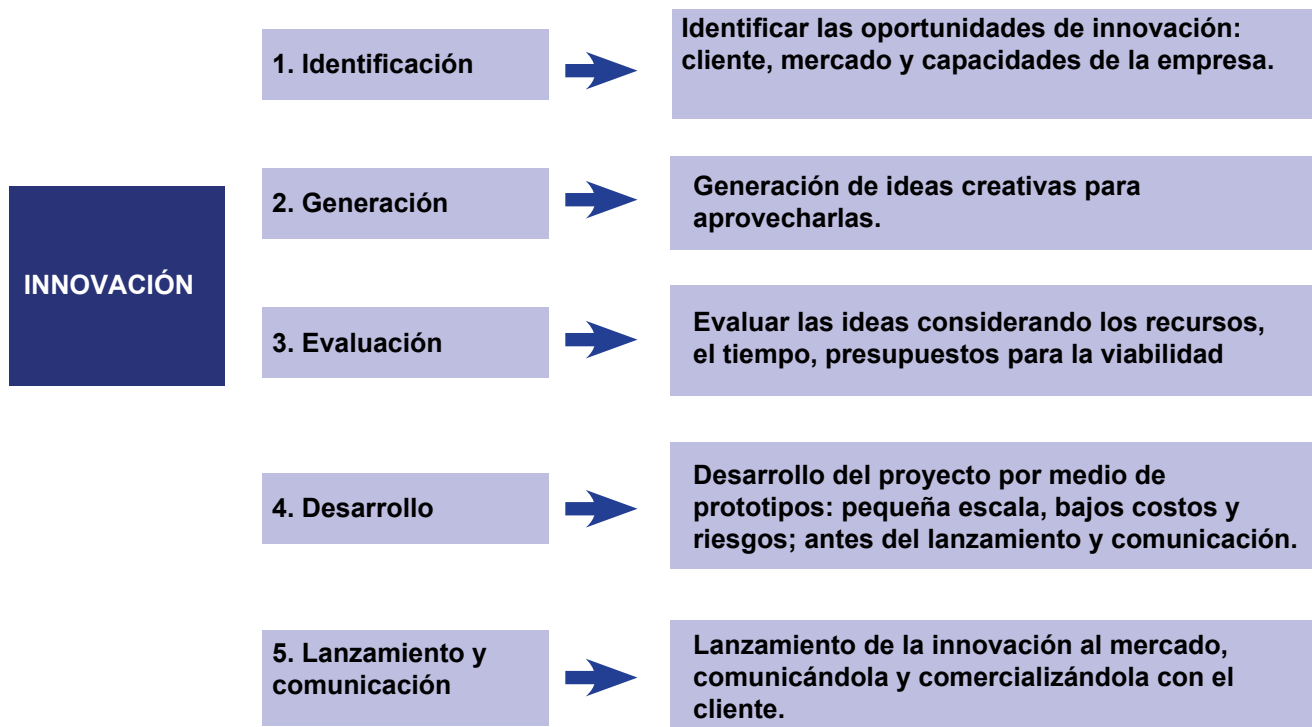 INNOVACIÓN
1. Identificación
Identificar las oportunidades de innovación:
cliente, mercado y capacidades de la empresa.
2. Generación
Generación de ideas creativas para
aprovecharlas.
3. Evaluación
Evaluar las ideas considerando los recursos,
el tiempo, presupuestos para la viabilidad
4. Desarrollo
Desarrollo del proyecto por medio de
prototipos: pequeña escala, bajos costos y
riesgos; antes del lanzamiento y comunicación.
5. Lanzamiento y
comunicación
Lanzamiento de la innovación al mercado,
comunicándola y comercializándola con el
cliente.